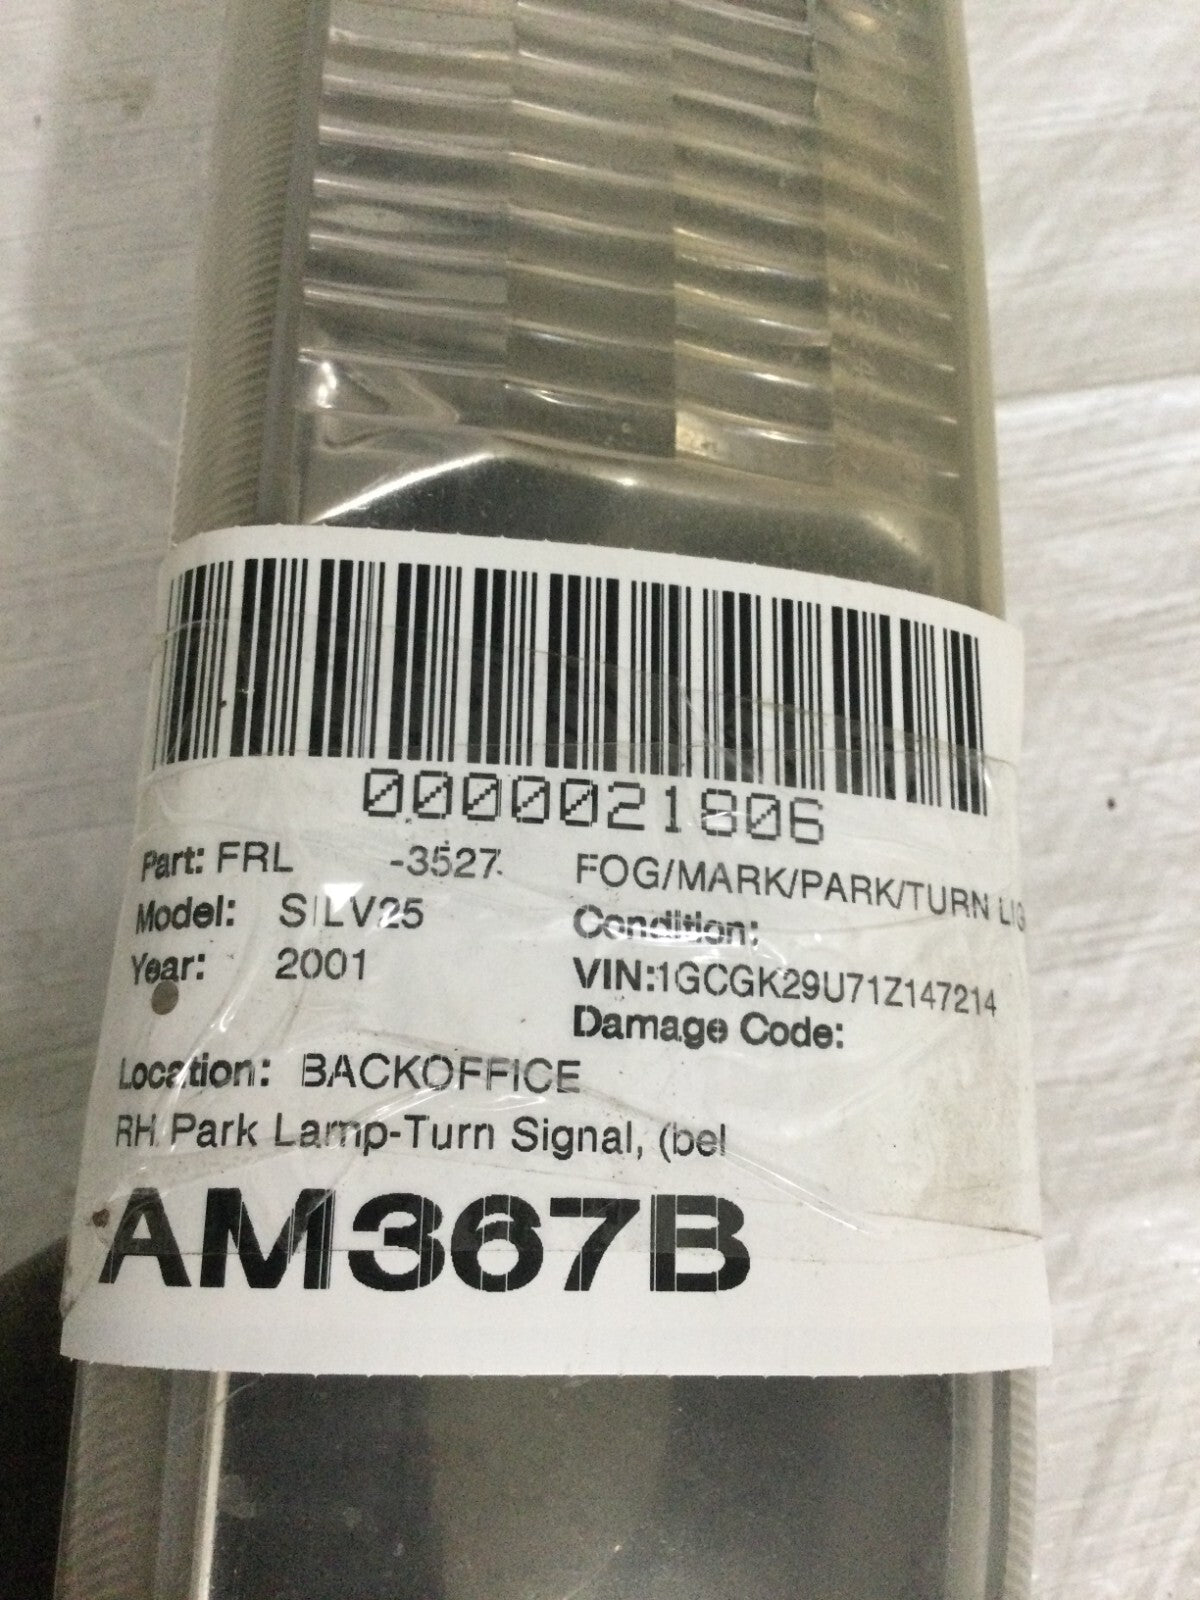 0000021806
Part: FRL -3527 FOG/MARK/PARK/TURN LIG
Model: SILV25 Condition:
Year: 2001 VIN:1GCGK29U71Z147214
Damage Code:
Location: BACKOFFICE
RH Park Lamp-Turn Signal, (bel
AM367B